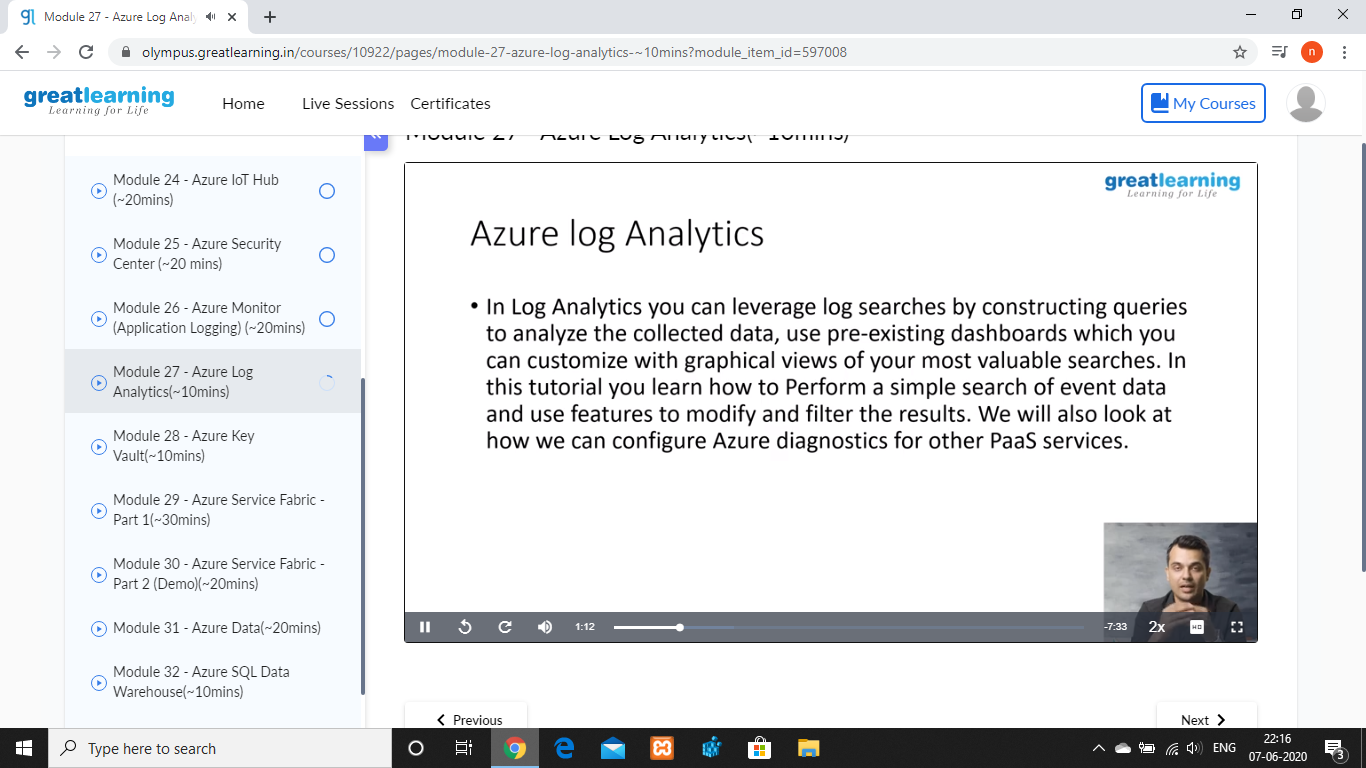 Module 27 - Azure Log Anal
olympus.greatlearning.in/courses/10922/pages/module-27-azure-log-analytics-~10mins?module_item_id=597008
n
greatlearning
Learning for Life
Home
Live Sessions
Certificates
My Courses
Module 27 - Azure Log Analytics(~10mins)
Module 24 - Azure IoT Hub
(~20mins)
Module 25 - Azure Security
Center (~20 mins)
Module 26 - Azure Monitor
(Application Logging) (~20mins)
Module 27 - Azure Log
Analytics(~10mins)
Module 28 - Azure Key
Vault(~10mins)
Module 29 - Azure Service Fabric -
Part 1(~30mins)
Module 30 - Azure Service Fabric -
Part 2 (Demo)(~20mins)
Module 31 - Azure Data(~20mins)
Module 32 - Azure SQL Data
Warehouse(~10mins)
greatlearning
Learning for Life
Azure log Analytics
• In Log Analytics you can leverage log searches by constructing queries
to analyze the collected data, use pre-existing dashboards which you
can customize with graphical views of your most valuable searches. In
this tutorial you learn how to Perform a simple search of event data
and use features to modify and filter the results. We will also look at
how we can configure Azure diagnostics for other PaaS services.
1:12
-7:33
2x
HD
Previous
Next
Type here to search
ENG
22:16
07-06-2020
3